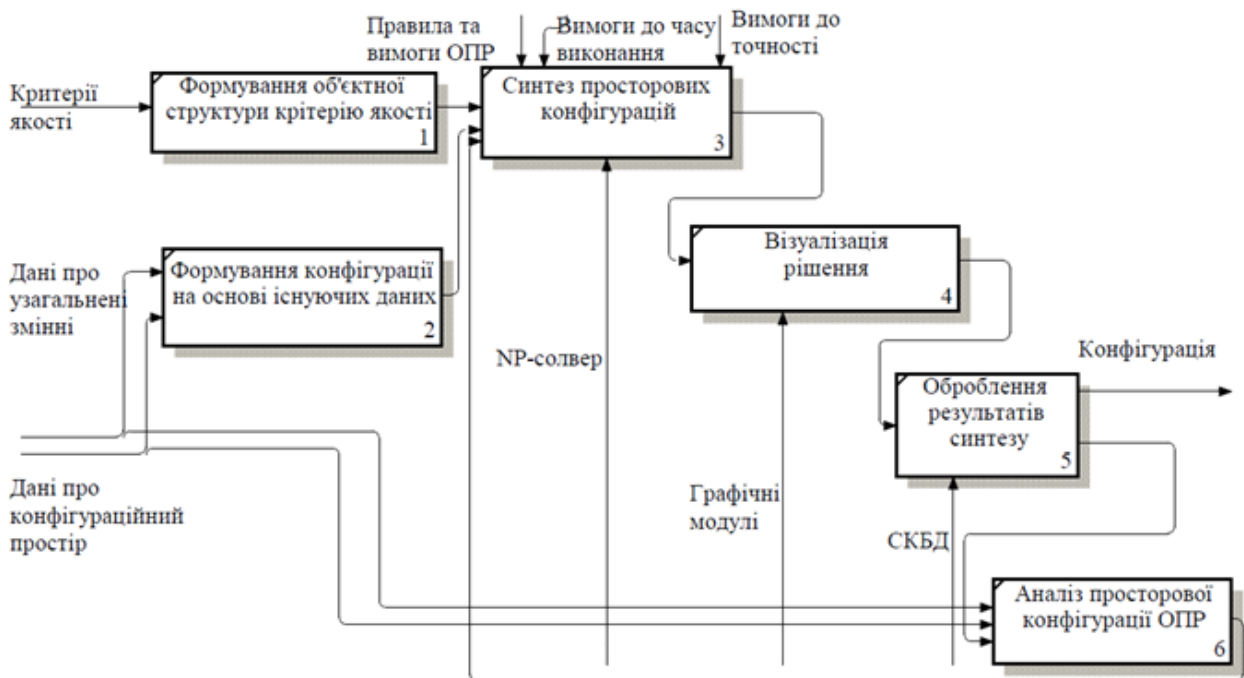 Правила та
вимоги ОПР
Вимоги до часу
виконання
Вимоги до
точності
Критерії
якості
Формування об'єктної
структури крітерію якості
1
Синтез просторових
конфігурацій
3
Дані про
узагальнені
змінні
Формування конфігурації
на основі існуючих даних
2
Візуалізація
рішення
4
NP-солвер
Конфігурація
Оброблення
результатів
синтезу
5
Дані про
конфігураційний
простір
Графічні
модулі
СКБД
Аналіз просторової
конфігурації ОПР
6